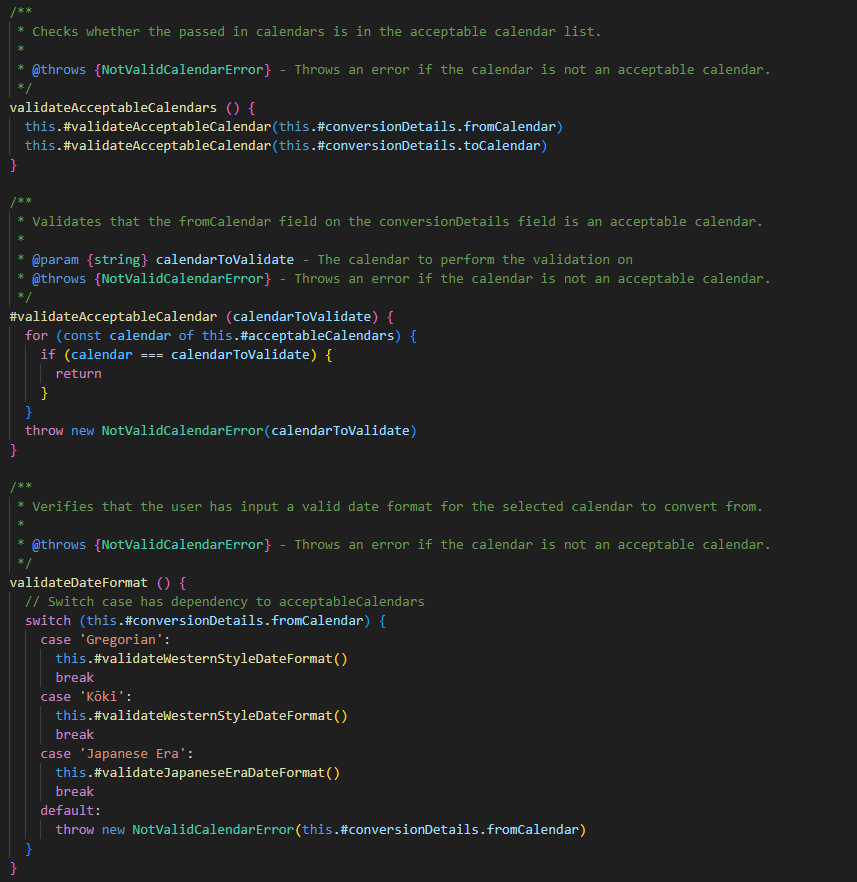 /**
 * Checks whether the passed in calendars is in the acceptable calendar list.
 *
 * @throws {NotValidCalendarError} - Throws an error if the calendar is not an acceptable calendar.
 */
validateAcceptableCalendars () {
  this.#validateAcceptableCalendar(this.#conversionDetails.fromCalendar)
  this.#validateAcceptableCalendar(this.#conversionDetails.toCalendar)
}

/**
 * Validates that the fromCalendar field on the conversionDetails field is an acceptable calendar.
 *
 * @param {string} calendarToValidate - The calendar to perform the validation on
 * @throws {NotValidCalendarError} - Throws an error if the calendar is not an acceptable calendar.
 */
#validateAcceptableCalendar (calendarToValidate) {
  for (const calendar of this.#acceptableCalendars) {
    if (calendar === calendarToValidate) {
      return
    }
  }
  throw new NotValidCalendarError(calendarToValidate)
}

/**
 * Verifies that the user has input a valid date format for the selected calendar to convert from.
 *
 * @throws {NotValidCalendarError} - Throws an error if the calendar is not an acceptable calendar.
 */
validateDateFormat () {
  // Switch case has dependency to acceptableCalendars
  switch (this.#conversionDetails.fromCalendar) {
    case 'Gregorian':
      this.#validateWesternStyleDateFormat()
      break
    case 'Kōki':
      this.#validateWesternStyleDateFormat()
      break
    case 'Japanese Era':
      this.#validateJapaneseEraDateFormat()
      break
    default:
      throw new NotValidCalendarError(this.#conversionDetails.fromCalendar)
  }
}